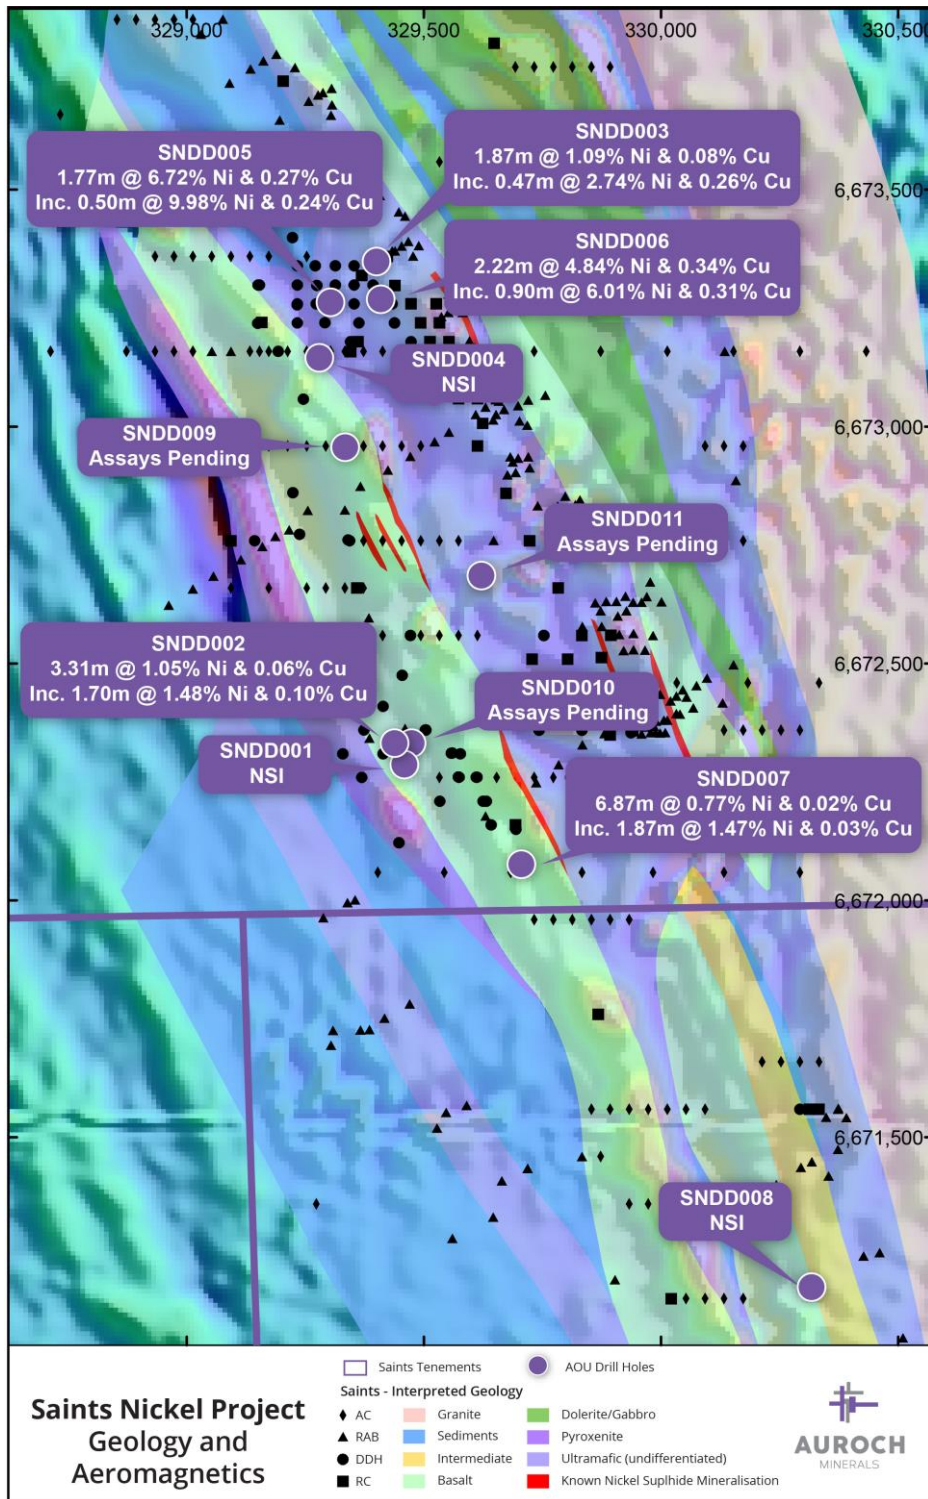 329,000
329,500
330,000
330,500
SNDD003
1.87m @ 1.09% Ni & 0.08% Cu
Inc. 0.47m @ 2.74% Ni & 0.26% Cu
SNDD005
1.77m @ 6.72% Ni & 0.27% Cu
Inc. 0.50m @ 9.98% Ni & 0.24% Cu
6,673,500
SNDD006
2.22m @ 4.84% Ni & 0.34% Cu
Inc. 0.90m @ 6.01% Ni & 0.31% Cu
SNDD004
NSI
SNDD009
Assays Pending
6,673,000
SNDD011
Assays Pending
SNDD002
3.31m @ 1.05% Ni & 0.06% Cu
Inc. 1.70m @ 1.48% Ni & 0.10% Cu
6,672,500
SNDD010
Assays Pending
SNDD001
NSI
SNDD007
6.87m @ 0.77% Ni & 0.02% Cu
Inc. 1.87m @ 1.47% Ni & 0.03% Cu
6,672,000
6,671,500
SNDD008
NSI
Saints Nickel Project
Geology and
Aeromagnetics
Saints Tenements
AOU Drill Holes
Saints - Interpreted Geology
AC
Granite
Dolerite/Gabbro
RAB
Sediments
Pyroxenite
DDH
Intermediate
Ultramafic (undifferentiated)
RC
Basalt
Known Nickel Suplhide Mineralisation
AUROCH
MINERALS